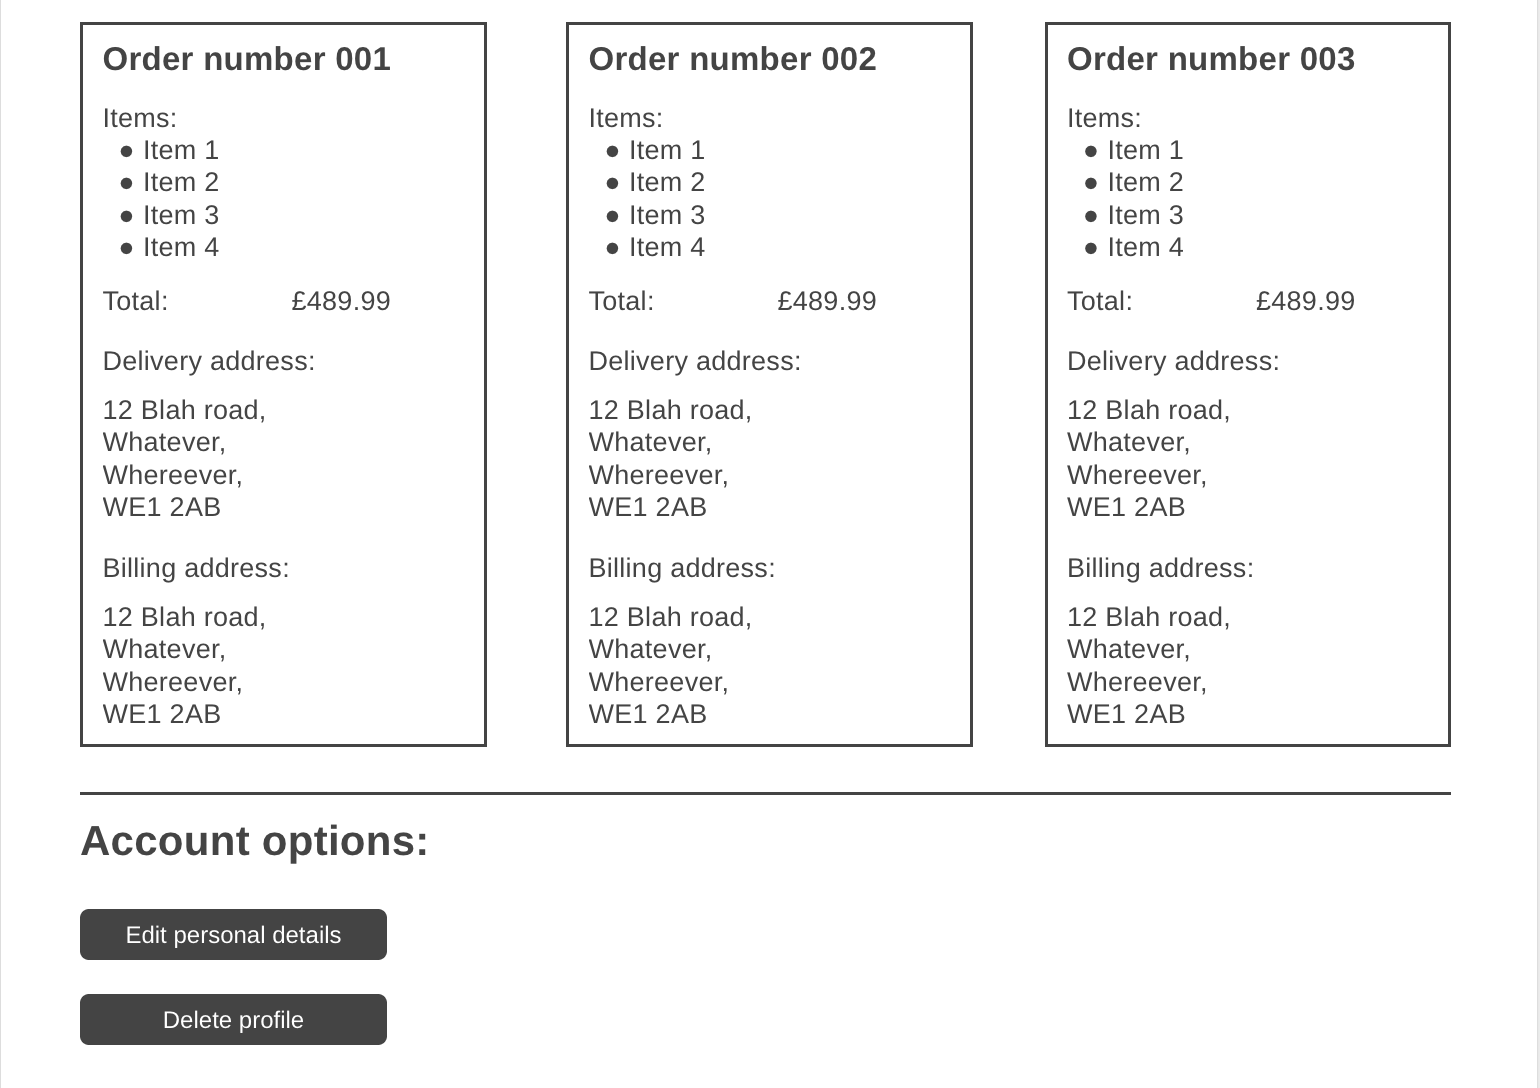 Order number 001
Items:
● Item 1
● Item 2
● Item 3
● Item 4
Total: £489.99
Delivery address:
12 Blah road,
Whatever,
Whereever,
WE1 2AB
Billing address:
12 Blah road,
Whatever,
Whereever,
WE1 2AB
Order number 002
Items:
● Item 1
● Item 2
● Item 3
● Item 4
Total: £489.99
Delivery address:
12 Blah road,
Whatever,
Whereever,
WE1 2AB
Billing address:
12 Blah road,
Whatever,
Whereever,
WE1 2AB
Order number 003
Items:
● Item 1
● Item 2
● Item 3
● Item 4
Total: £489.99
Delivery address:
12 Blah road,
Whatever,
Whereever,
WE1 2AB
Billing address:
12 Blah road,
Whatever,
Whereever,
WE1 2AB
Account options:
Edit personal details
Delete profile